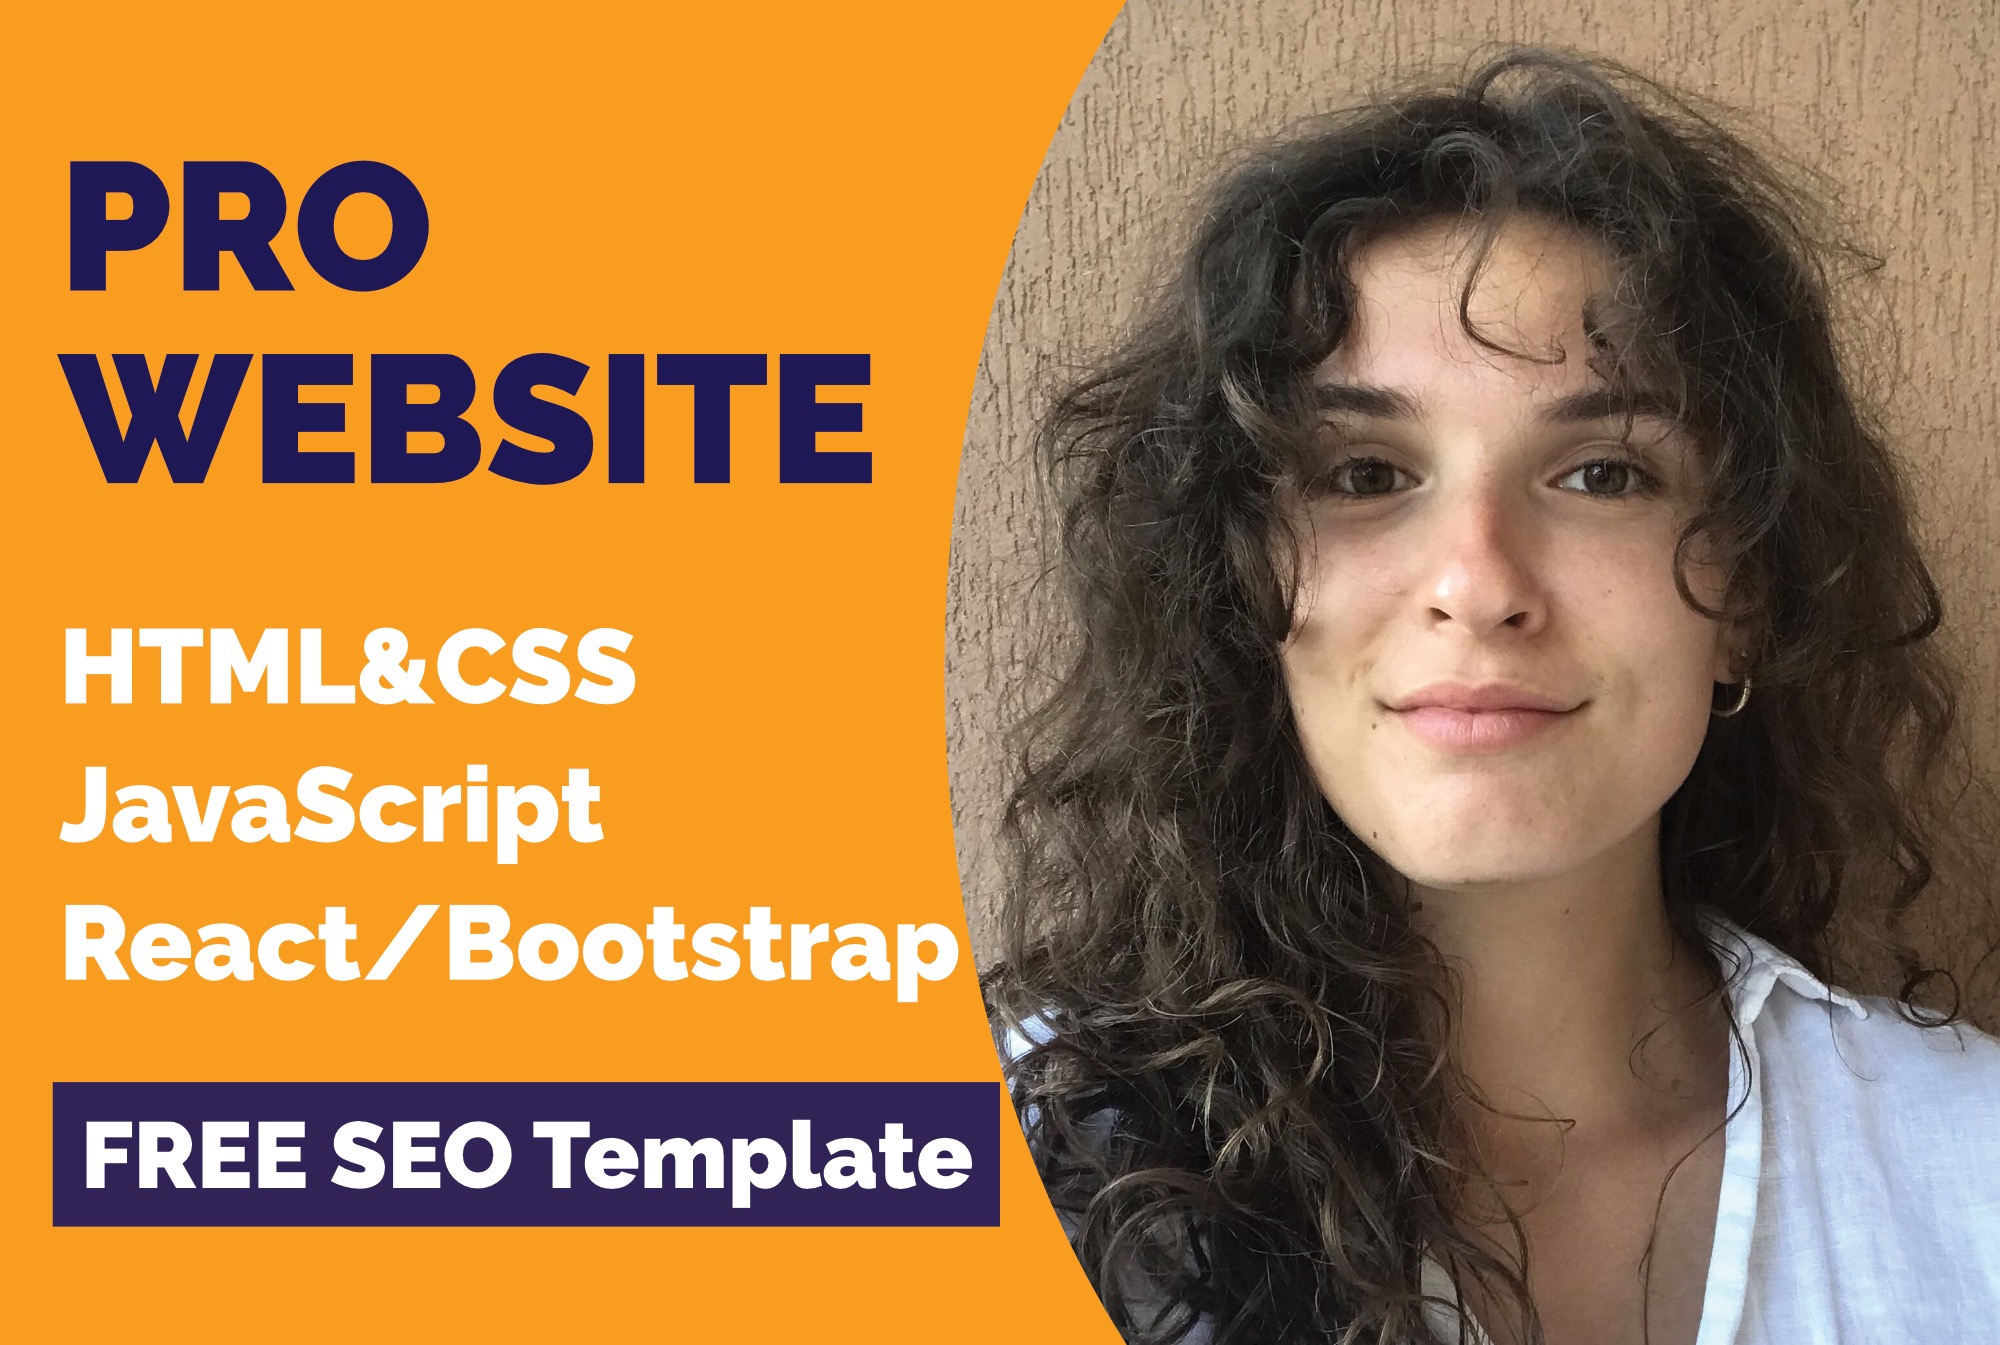 PRO
WEBSITE
HTML&CSS
JavaScript
React/Bootstrap
FREE SEO Template